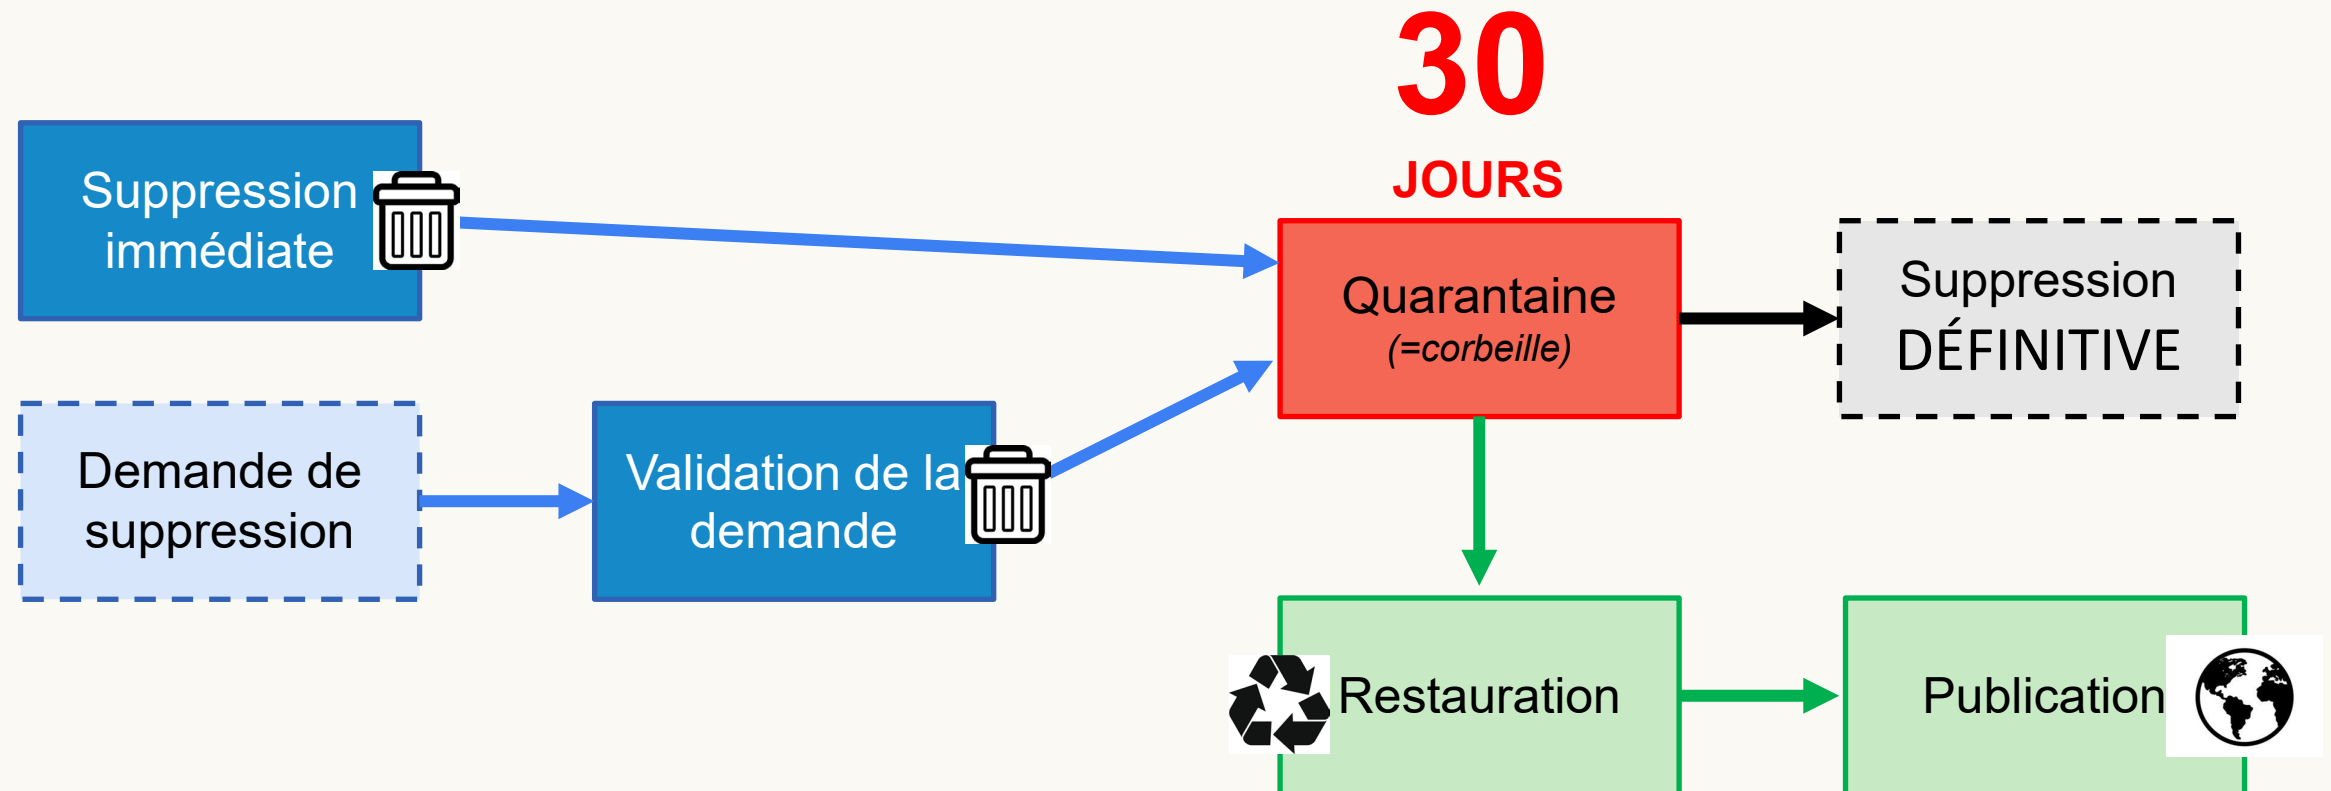 30
JOURS
Suppression
immédiate
Quarantaine
(=corbeille)
Suppression
DÉFINITIVE
Demande de
suppression
Validation de la
demande
Restauration
Publication